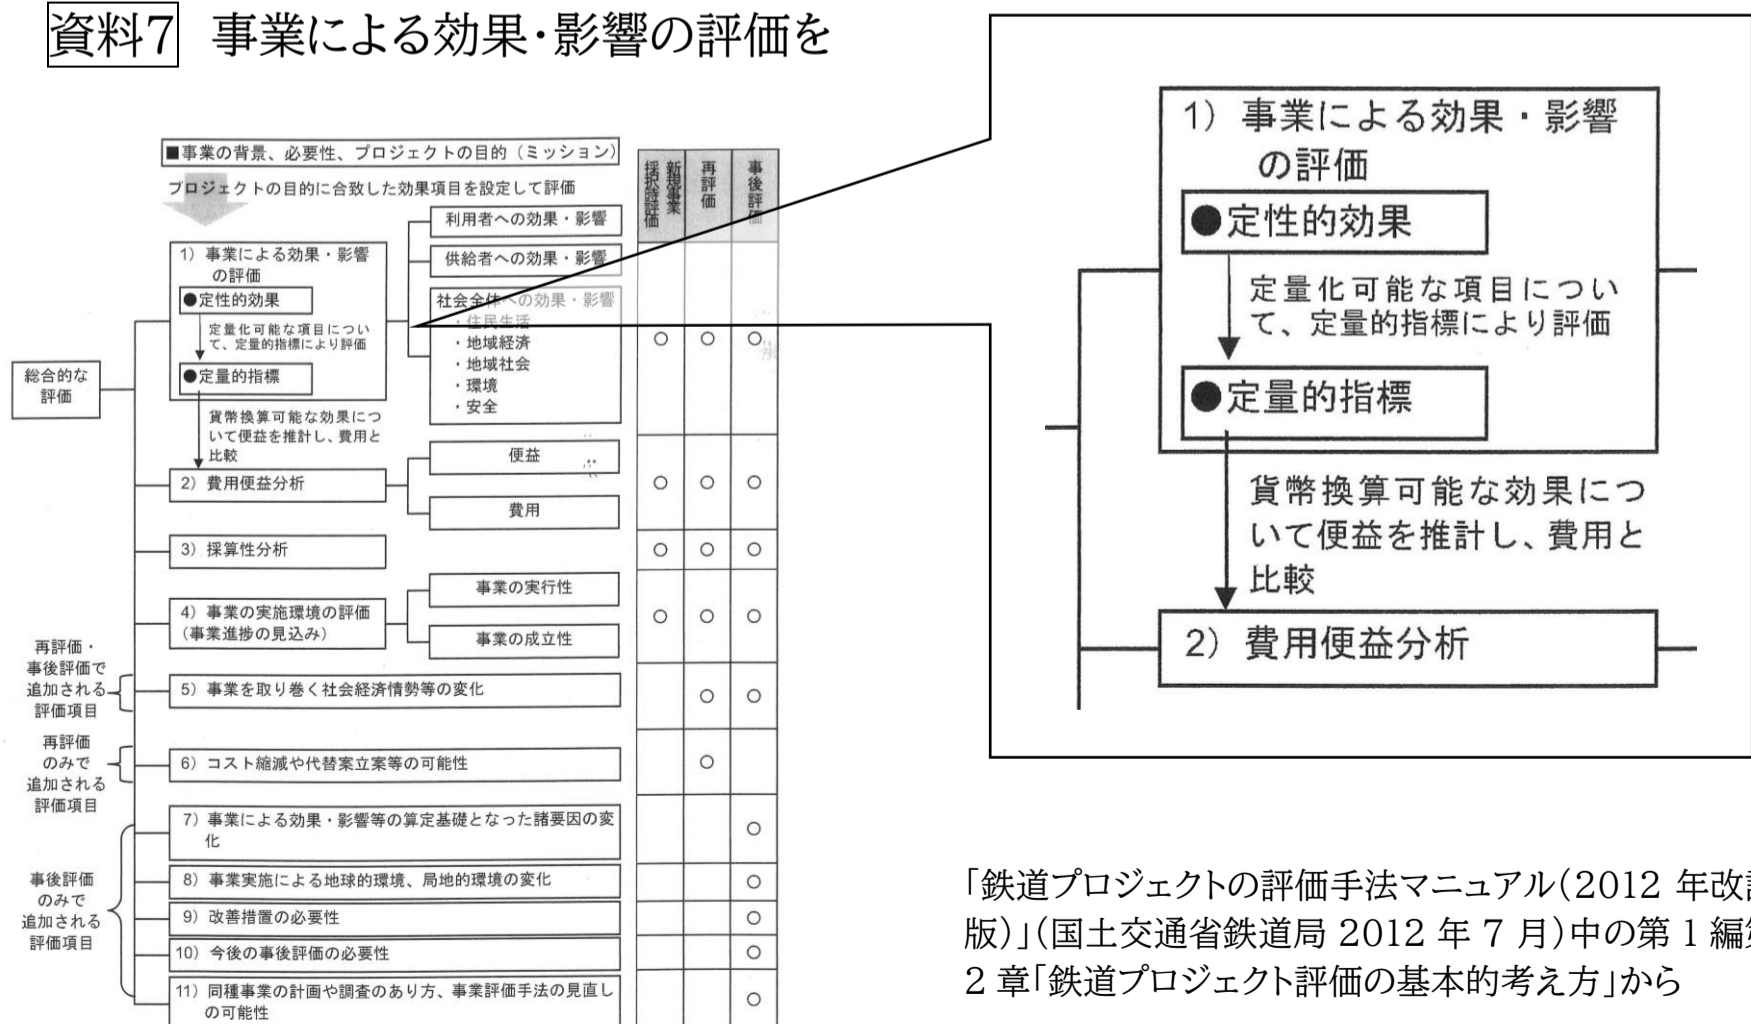 資料7 事業による効果・影響の評価を
■事業の背景、必要性、プロジェクトの目的（ミッション）
プロジェクトの目的に合致した効果項目を設定して評価
新規事業
採択時評価
再評価
事後評価
総合的な
評価
1）事業による効果・影響
の評価
●定性的効果
定量化可能な項目につい
て、定量的指標により評価
●定量的指標
貨幣換算可能な効果につ
いて便益を推計し、費用と
比較
利用者への効果・影響
供給者への効果・影響
社会全体への効果・影響
・住民生活
・地域経済
・地域社会
・環境
・安全
○ ○ ○
2）費用便益分析
便益
費用
○ ○ ○
3）採算性分析
○ ○ ○
4）事業の実施環境の評価
（事業進捗の見込み）
事業の実行性
事業の成立性
○ ○ ○
再評価・
事後評価で
追加される
評価項目
5）事業を取り巻く社会経済情勢等の変化
○ ○
再評価
のみで
追加される
評価項目
6）コスト縮減や代替案立案等の可能性
○
事後評価
のみで
追加される
評価項目
7）事業による効果・影響等の算定基礎となった諸要因の変
化
○
8）事業実施による地球的環境、局地的環境の変化
○
9）改善措置の必要性
○
10）今後の事後評価の必要性
○
11）同種事業の計画や調査のあり方、事業評価手法の見直し
の可能性
○
1）事業による効果・影響
の評価
●定性的効果
定量化可能な項目につい
て、定量的指標により評価
●定量的指標
貨幣換算可能な効果につ
いて便益を推計し、費用と
比較
2）費用便益分析
「鉄道プロジェクトの評価手法マニュアル（2012 年改
版）」（国土交通省鉄道局 2012 年 7 月）中の第 1 編
2 章「鉄道プロジェクト評価の基本的考え方」から